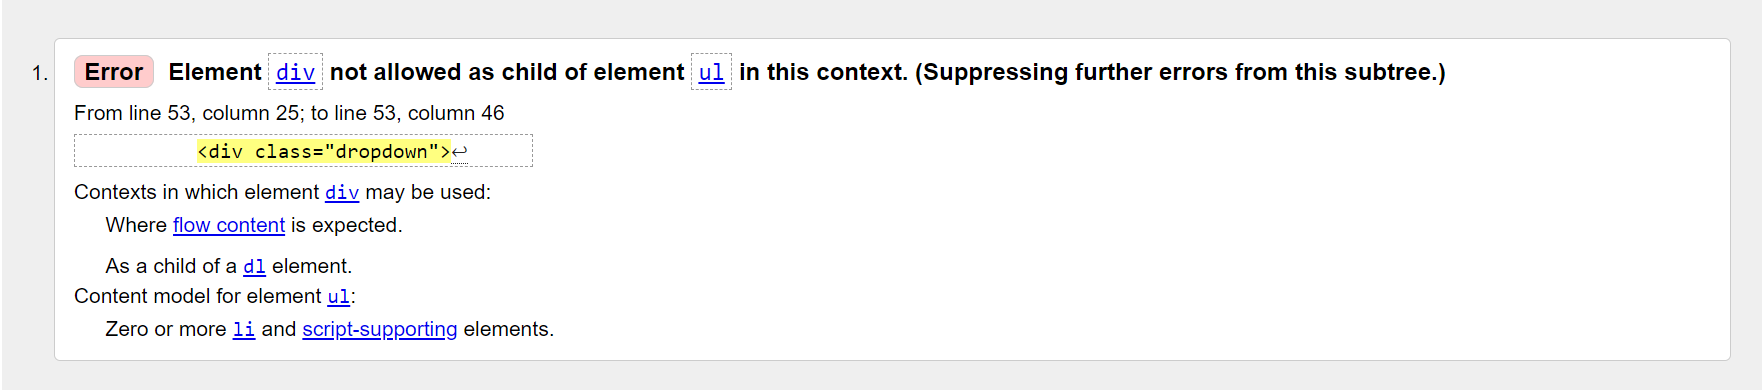 1. Error Element div not allowed as child of element ul in this context. (Suppressing further errors from this subtree.)
From line 53, column 25; to line 53, column 46
<div class="dropdown">↩
Contexts in which element div may be used:
Where flow content is expected.
As a child of a dl element.
Content model for element ul:
Zero or more li and script-supporting elements.